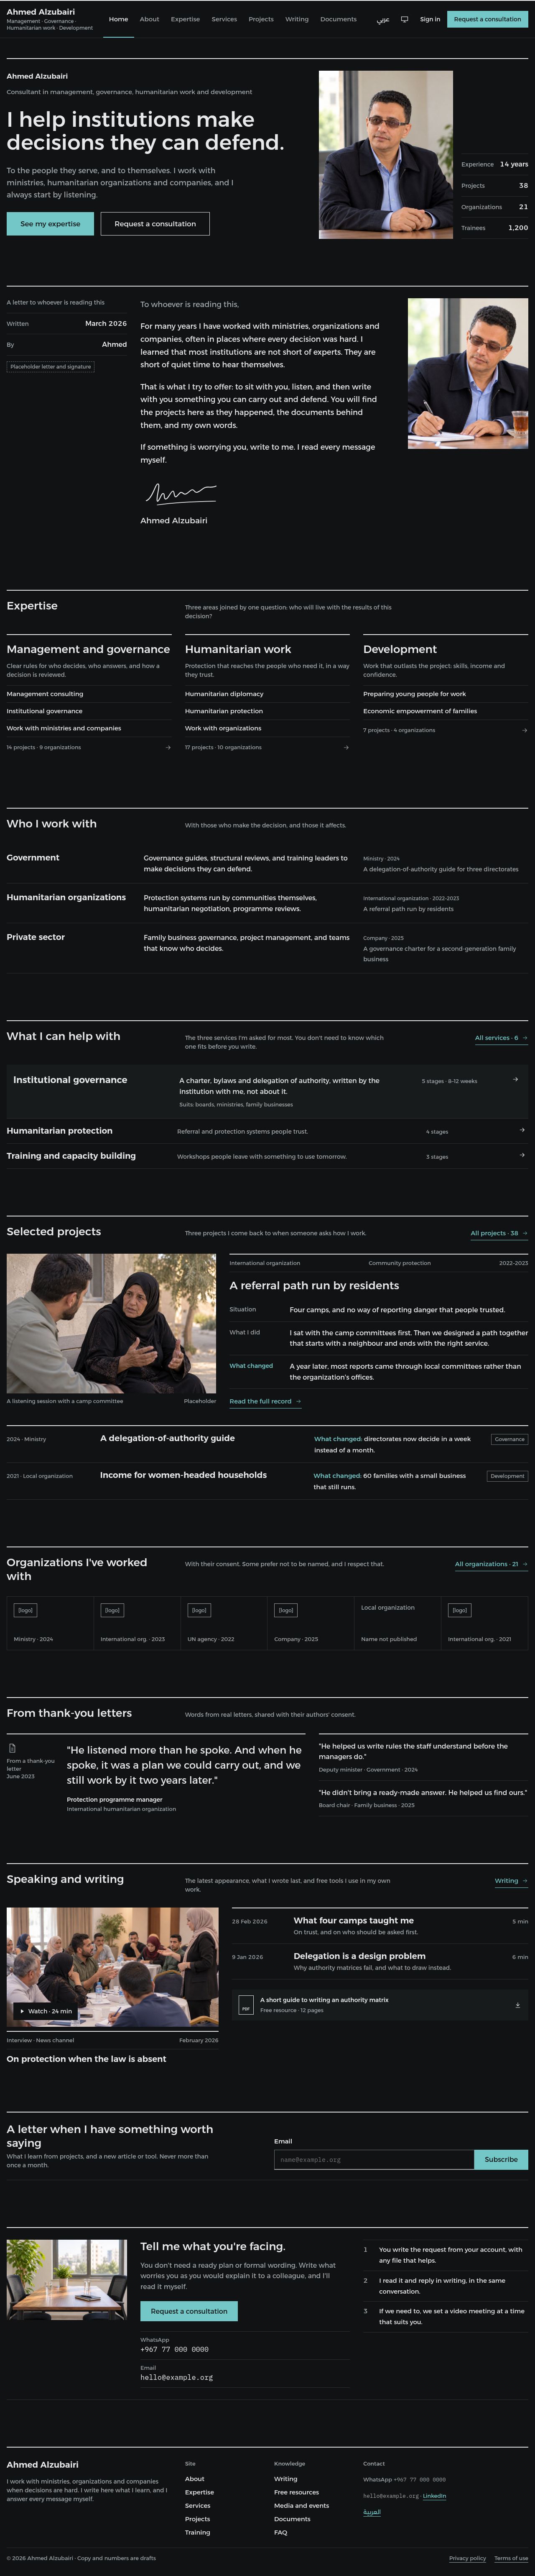 Ahmed Alzubairi
Management · Governance ·
Humanitarian work · Development
Home About Expertise Services Projects Writing Documents
عربي
Sign in
Request a consultation
Ahmed Alzubairi
Consultant in management, governance, humanitarian work and development
I help institutions make
decisions they can defend.
To the people they serve, and to themselves. I work with
ministries, humanitarian organizations and companies, and I
always start by listening.
See my expertise
Request a consultation
Experience 14 years
Projects 38
Organizations 21
Trainees 1,200
A letter to whoever is reading this
Written March 2026
By Ahmed
Placeholder letter and signature
To whoever is reading this,
For many years I have worked with ministries, organizations and
companies, often in places where every decision was hard. I
learned that most institutions are not short of experts. They are
short of quiet time to hear themselves.
That is what I try to offer: to sit with you, listen, and then write
with you something you can carry out and defend. You will find
the projects here as they happened, the documents behind
them, and my own words.
If something is worrying you, write to me. I read every message
myself.
Ahmed Alzubairi
Expertise
Three areas joined by one question: who will live with the results of this
decision?
Management and governance
Clear rules for who decides, who answers, and how a
decision is reviewed.
Management consulting
Institutional governance
Work with ministries and companies
14 projects · 9 organizations
Humanitarian work
Protection that reaches the people who need it, in a way
they trust.
Humanitarian diplomacy
Humanitarian protection
Work with organizations
17 projects · 10 organizations
Development
Work that outlasts the project: skills, income and
confidence.
Preparing young people for work
Economic empowerment of families
7 projects · 4 organizations
Who I work with
With those who make the decision, and those it affects.
Government
Governance guides, structural reviews, and training leaders to
make decisions they can defend.
Ministry · 2024
A delegation-of-authority guide for three directorates
Humanitarian organizations
Protection systems run by communities themselves,
humanitarian negotiation, programme reviews.
International organization · 2022-2023
A referral path run by residents
Private sector
Family business governance, project management, and teams
that know who decides.
Company · 2025
A governance charter for a second-generation family
business
What I can help with
The three services I'm asked for most. You don't need to know which
one fits before you write.
All services · 6
Institutional governance
A charter, bylaws and delegation of authority, written by the
institution with me, not about it.
Suits: boards, ministries, family businesses
5 stages · 8-12 weeks
Humanitarian protection
Referral and protection systems people trust.
4 stages
Training and capacity building
Workshops people leave with something to use tomorrow.
3 stages
Selected projects
Three projects I come back to when someone asks how I work.
All projects · 38
A listening session with a camp committee
Placeholder
International organization
Community protection
2022-2023
A referral path run by residents
Situation
Four camps, and no way of reporting danger that people trusted.
What I did
I sat with the camp committees first. Then we designed a path together
that starts with a neighbour and ends with the right service.
What changed
A year later, most reports came through local committees rather than
the organization's offices.
Read the full record
2024 · Ministry
A delegation-of-authority guide
What changed: directorates now decide in a week
instead of a month.
Governance
2021 · Local organization
Income for women-headed households
What changed: 60 families with a small business
that still runs.
Development
Organizations I've worked
with
With their consent. Some prefer not to be named, and I respect that.
All organizations · 21
[logo]
Ministry · 2024
[logo]
International org. · 2023
[logo]
UN agency · 2022
[logo]
Company · 2025
Local organization
Name not published
[logo]
International org. · 2021
From thank-you letters
Words from real letters, shared with their authors' consent.
From a thank-you
letter
June 2023
"He listened more than he spoke. And when he
spoke, it was a plan we could carry out, and we
still work by it two years later."
Protection programme manager
International humanitarian organization
"He helped us write rules the staff understand before the
managers do."
Deputy minister · Government · 2024
"He didn't bring a ready-made answer. He helped us find ours."
Board chair · Family business · 2025
Speaking and writing
The latest appearance, what I wrote last, and free tools I use in my own
work.
Writing
Watch · 24 min
Interview · News channel
February 2026
On protection when the law is absent
28 Feb 2026
What four camps taught me
On trust, and on who should be asked first.
5 min
9 Jan 2026
Delegation is a design problem
Why authority matrices fail, and what to draw instead.
6 min
PDF
A short guide to writing an authority matrix
Free resource · 12 pages
A letter when I have something worth
saying
What I learn from projects, and a new article or tool. Never more than
once a month.
Email
name@example.org
Subscribe
Tell me what you're facing.
You don't need a ready plan or formal wording. Write what
worries you as you would explain it to a colleague, and I'll
read it myself.
Request a consultation
WhatsApp
+967 77 000 0000
Email
hello@example.org
1 You write the request from your account, with
any file that helps.
2 I read it and reply in writing, in the same
conversation.
3 If we need to, we set a video meeting at a time
that suits you.
Ahmed Alzubairi
I work with ministries, organizations and companies
when decisions are hard. I write here what I learn, and I
answer every message myself.
Site
About
Expertise
Services
Projects
Training
Knowledge
Writing
Free resources
Media and events
Documents
FAQ
Contact
WhatsApp +967 77 000 0000
hello@example.org · LinkedIn
العربية
© 2026 Ahmed Alzubairi · Copy and numbers are drafts
Privacy policy
Terms of use